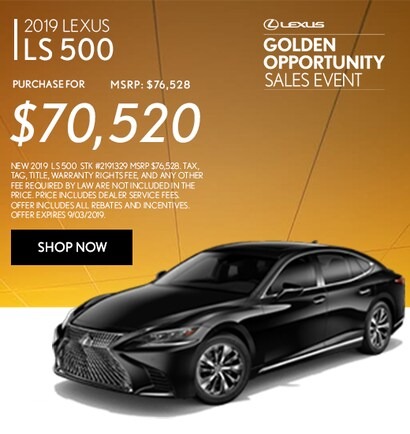 2019 LEXUS
LS 500
LEXUS
GOLDEN
OPPORTUNITY
SALES EVENT
PURCHASE FOR MSRP: $76,528
$70,520
NEW 2019 LS 500 STK #2191329 MSRP $76,528. TAX,
TAG, TITLE, WARRANTY RIGHTS FEE, AND ANY OTHER
FEE REQUIRED BY LAW ARE NOT INCLUDED IN THE
PRICE. PRICE INCLUDES DEALER SERVICE FEES.
OFFER INCLUDES ALL REBATES AND INCENTIVES.
OFFER EXPIRES 9/03/2019.
SHOP NOW